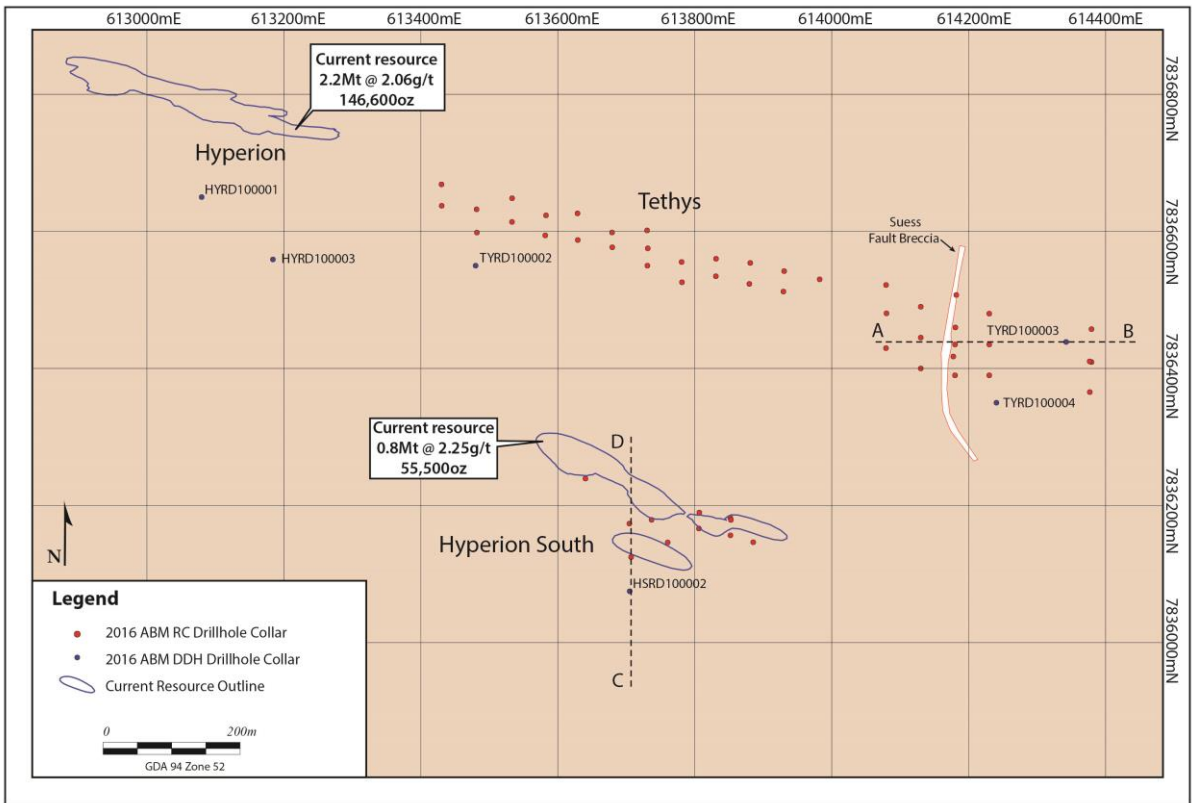 613000mE
613200mE
613400mE
613600mE
613800mE
614000mE
614200mE
614400mE
7836800mN
7836600mN
7836400mN
7836200mN
7836000mN
Current resource
2.2Mt @ 2.06g/t
146,600oz
Hyperion
HYRD100001
HYRD100003
Tethys
TYRD100002
Suess
Fault Breccia
A
TYRD100003
B
TYRD100004
Current resource
0.8Mt @ 2.25g/t
55,500oz
D
Hyperion South
HSRD100002
C
N
Legend
2016 ABM RC Drillhole Collar
2016 ABM DDH Drillhole Collar
Current Resource Outline
0 200m
GDA 94 Zone 52